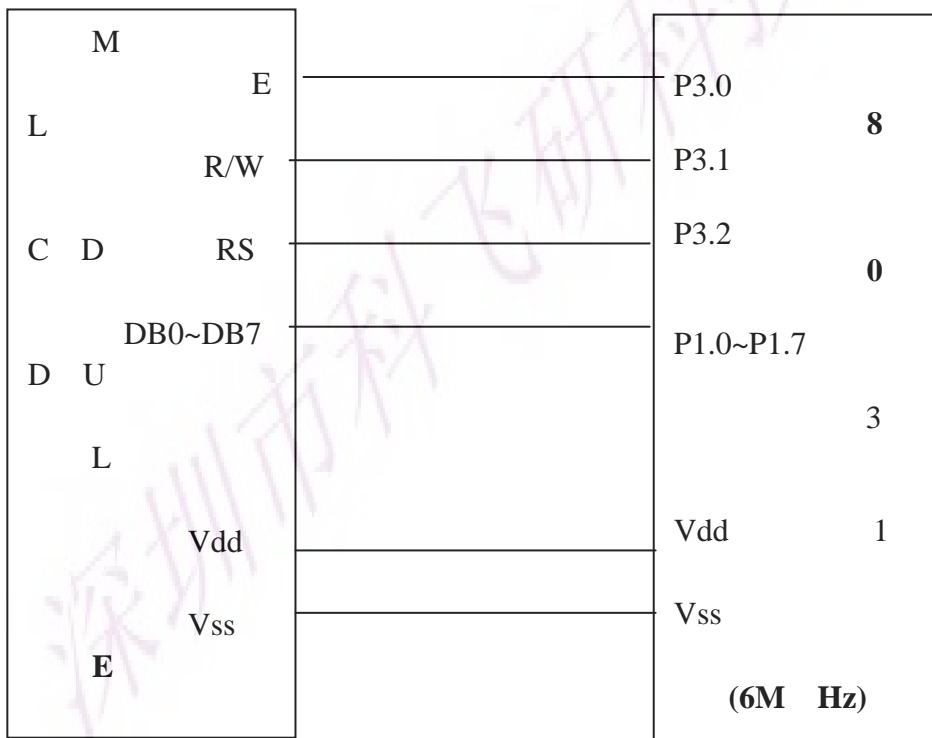 M
E P3.0
8
L
R/W P3.1
C D RS P3.2
0
DB0~DB7 P1.0~P1.7
D U
3
L
Vdd Vdd 1
Vss Vss
E
(6M Hz)
深圳市科飞研科技